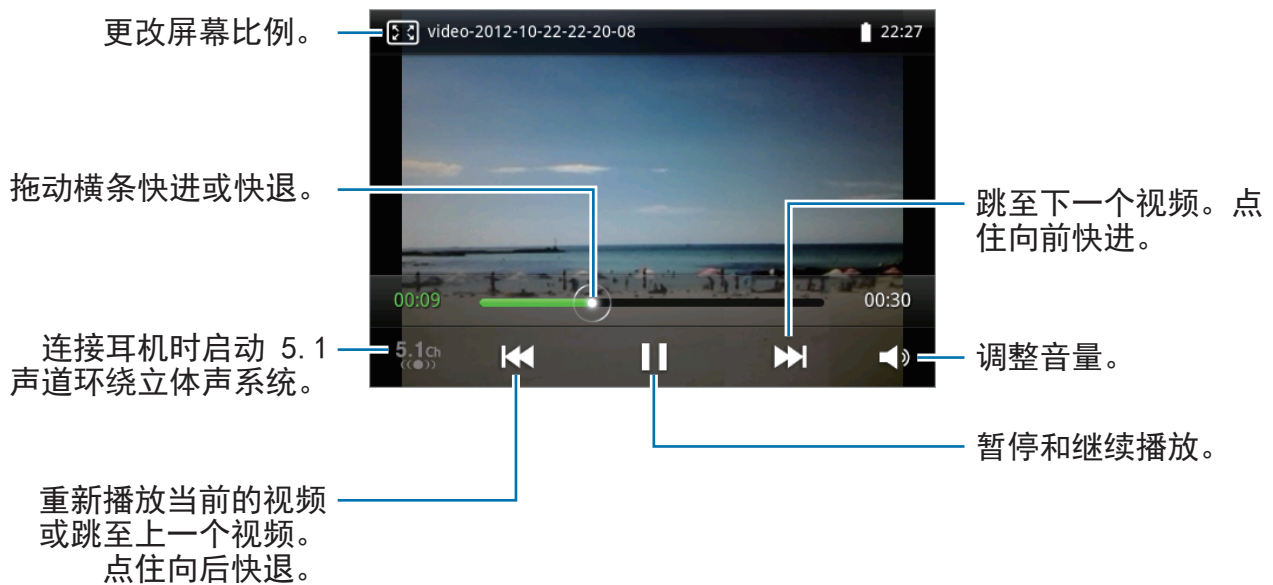 更改屏幕比例。
video-2012-10-22-22-20-08
22:27
拖动横条快进或快退。
跳至下一个视频。点
住向前快进。
00:09
00:30
连接耳机时启动 5.1
声道环绕立体声系统。
5.1Ch
调整音量。
暂停和继续播放。
重新播放当前的视频
或跳至上一个视频。
点住向后快退。